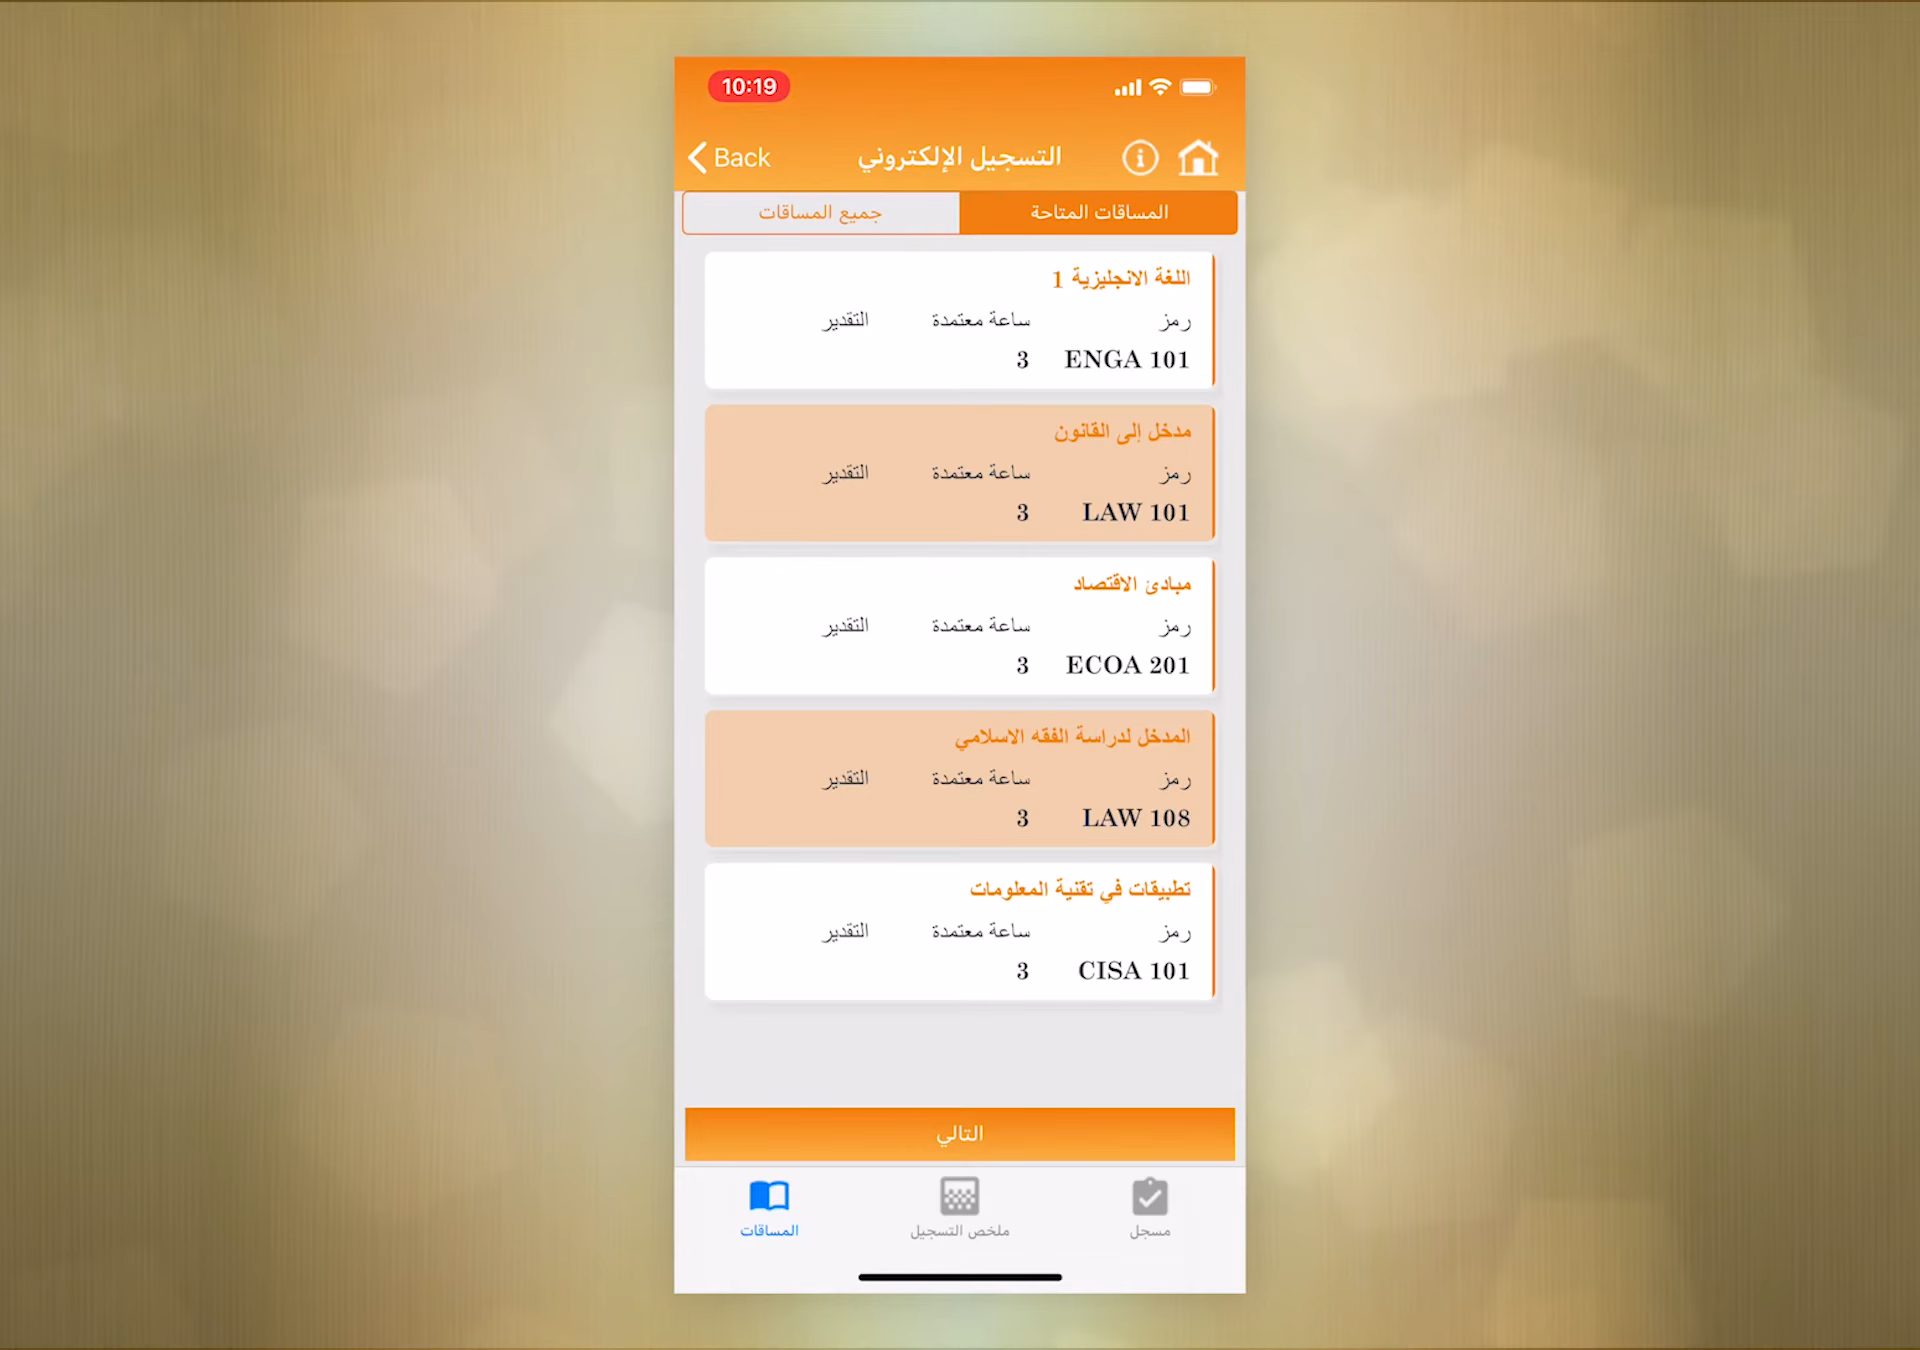 10:19
Back
التسجيل الإلكتروني
المساقات المتاحة
جميع المساقات
اللغة الانجليزية 1
رمز ساعة معتمدة التقدير
ENGA 101 3
مدخل إلى القانون
رمز ساعة معتمدة التقدير
LAW 101 3
مبادئ الاقتصاد
رمز ساعة معتمدة التقدير
ECOA 201 3
المدخل لدراسة الفقه الاسلامي
رمز ساعة معتمدة التقدير
LAW 108 3
تطبيقات في تقنية المعلومات
رمز ساعة معتمدة التقدير
CISA 101 3
التالي
مسجل
ملخص التسجيل
المساقات